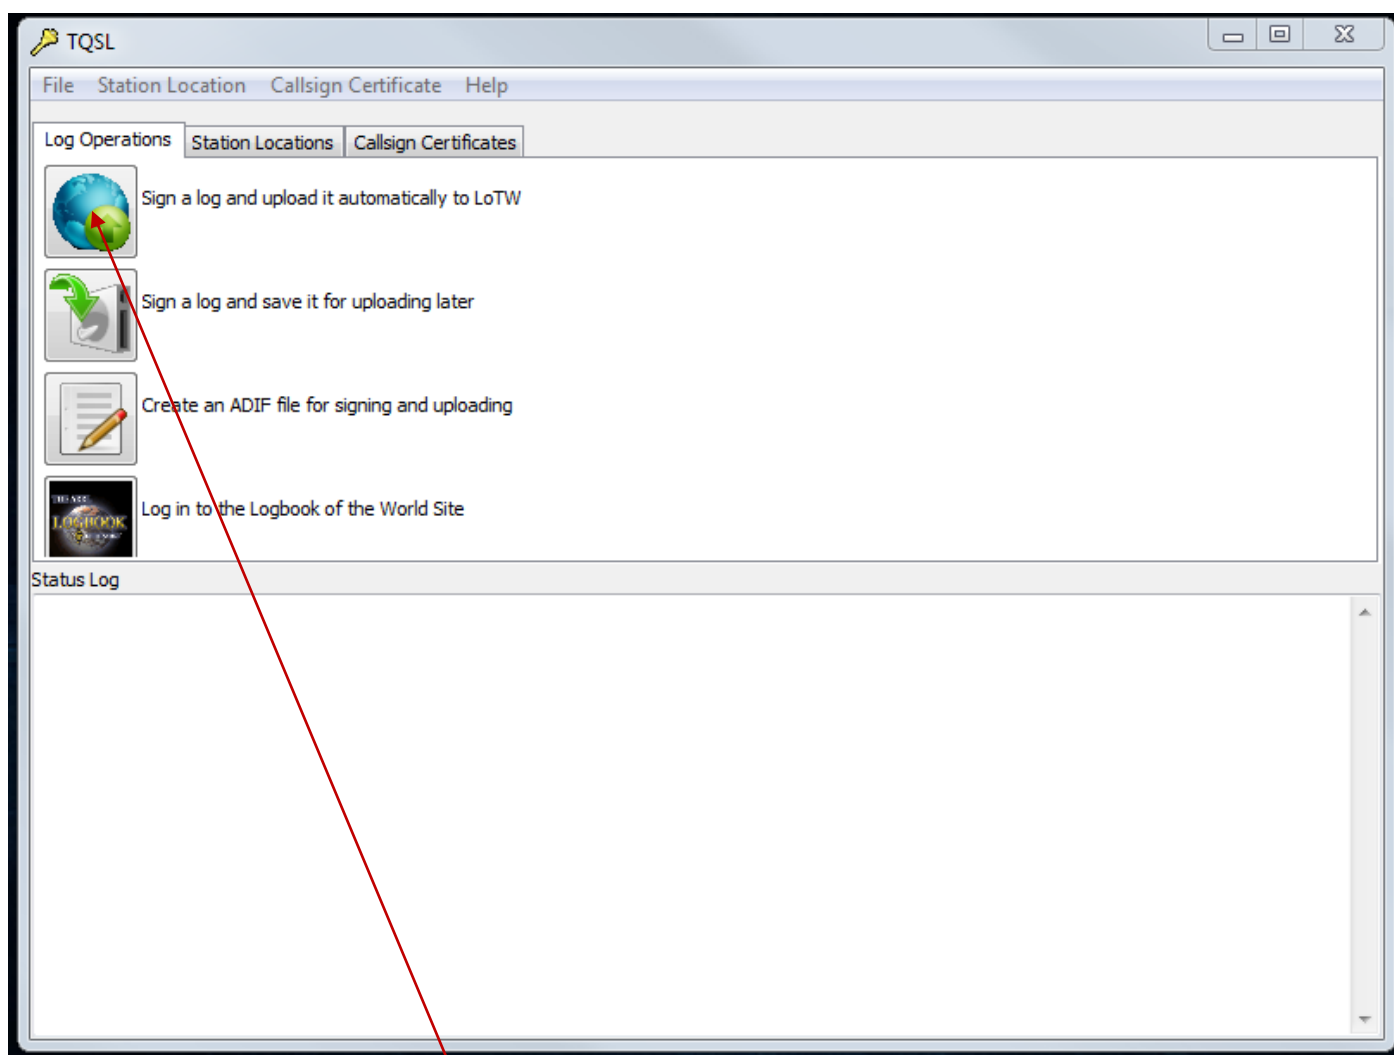 TQSL
File Station Location Callsign Certificate Help
Log Operations Station Locations Callsign Certificates
Sign a log and upload it automatically to LoTW
Sign a log and save it for uploading later
Create an ADIF file for signing and uploading
LOGBOOK
Log in to the Logbook of the World Site
Status Log